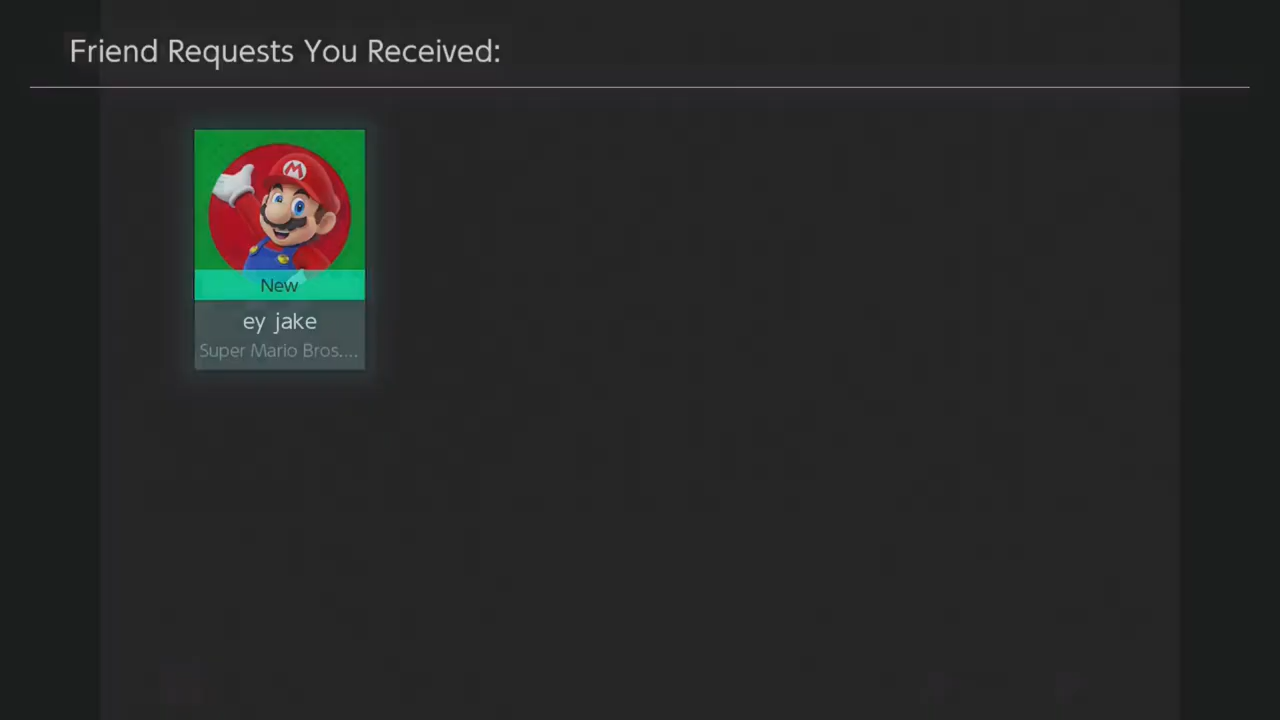 Friend Requests You Received:
M
New
ey jake
Super Mario Bros....